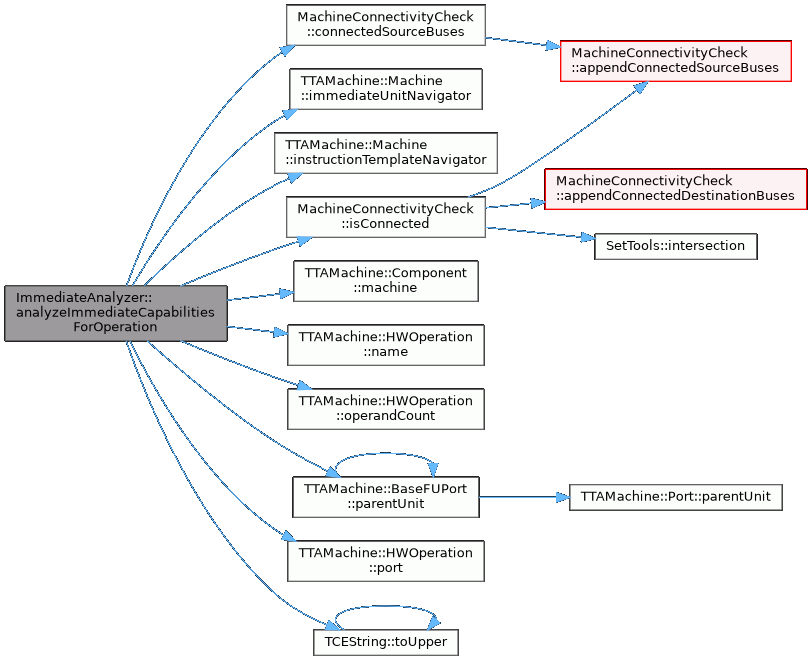 MachineConnectivityCheck
::connectedSourceBuses
MachineConnectivityCheck
::appendConnectedSourceBuses
TTAMachine::Machine
::immediateUnitNavigator
TTAMachine::Machine
::instructionTemplateNavigator
MachineConnectivityCheck
::appendConnectedDestinationBuses
MachineConnectivityCheck
::isConnected
SetTools::intersection
TTAMachine::Component
::machine
ImmediateAnalyzer::
analyzeImmediateCapabilities
ForOperation
TTAMachine::HWOperation
::name
TTAMachine::HWOperation
::operandCount
TTAMachine::BaseFUPort
::parentUnit
TTAMachine::Port::parentUnit
TTAMachine::HWOperation
::port
TCEString::toUpper